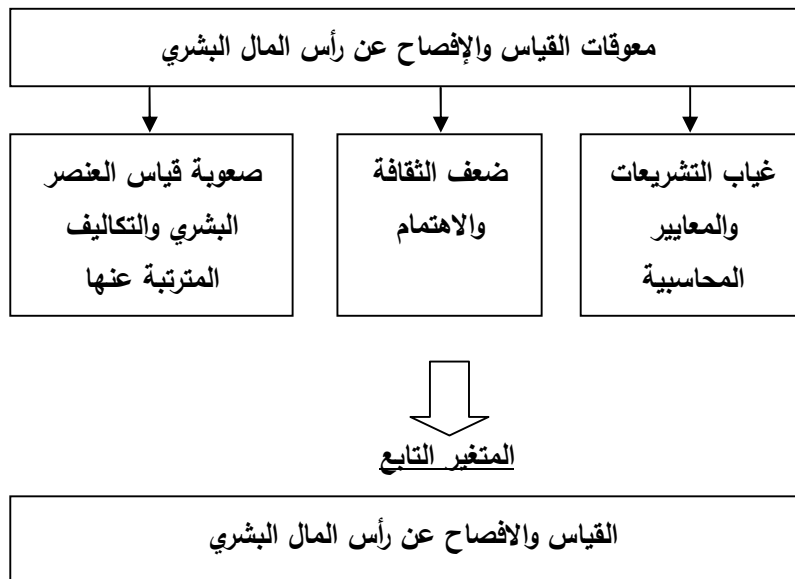 معوقات القياس والإفصاح عن رأس المال البشري
غياب التشريعات
والمعايير
المحاسبية
ضعف الثقافة
والاهتمام
صعوبة قياس العنصر
البشري والتكاليف
المترتبة عنها
المتغير التابع
القياس والافصاح عن رأس المال البشري